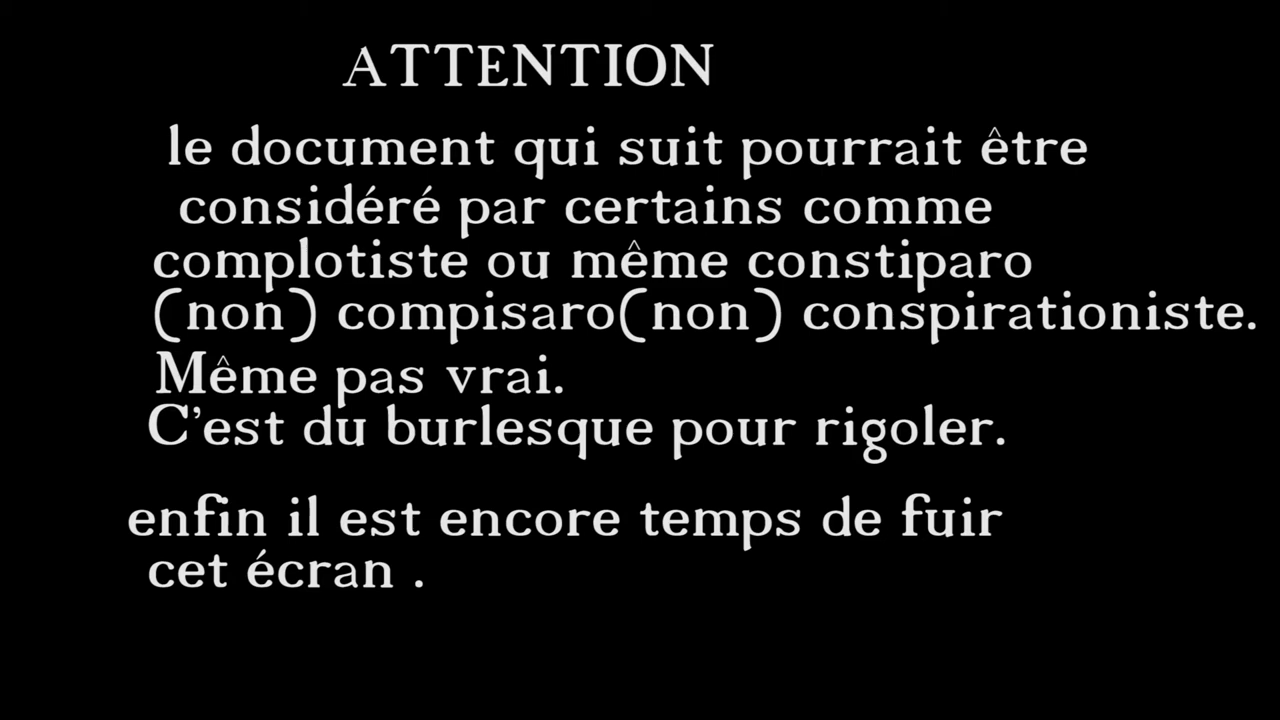 ATTENTION
le document qui suit pourrait être
considéré par certains comme
complotiste ou même constiparo
(non) compisaro(non) conspirationiste.
Même pas vrai.
C'est du burlesque pour rigoler.
enfin il est encore temps de fuir
cet écran .